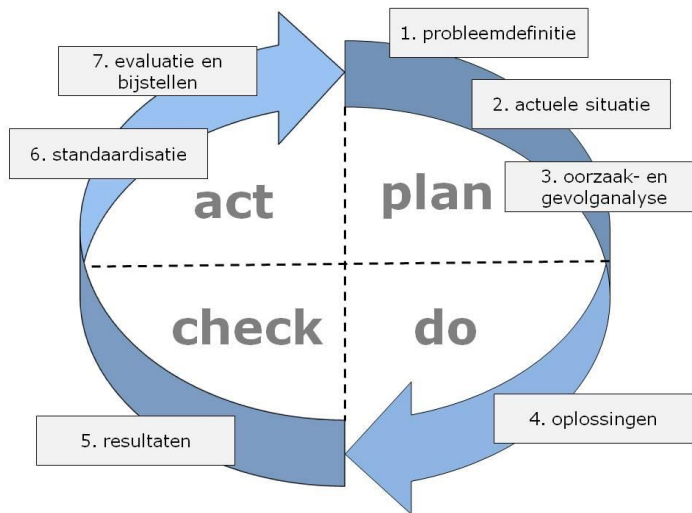 1. probleemdefinitie
7. evaluatie en
bijstellen
2. actuele situatie
6. standaardisatie
3. oorzaak- en
gevolganalyse
act
plan
check
do
4. oplossingen
5. resultaten